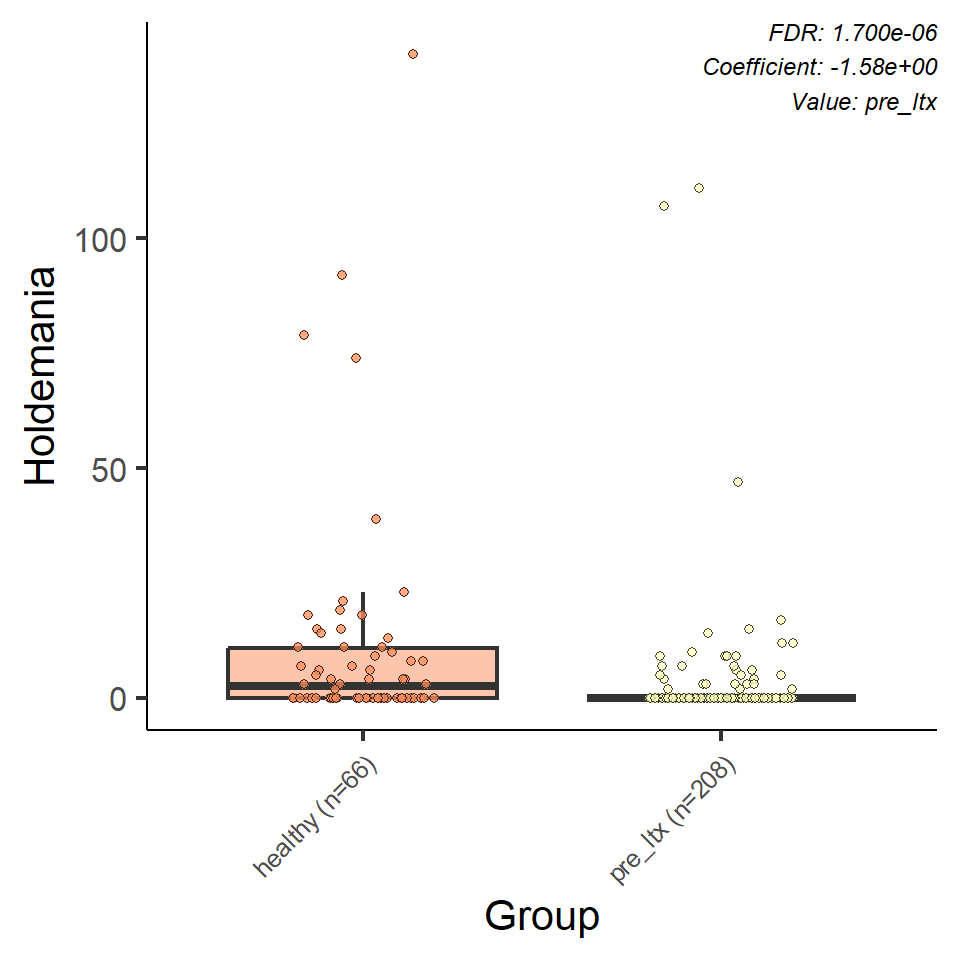 FDR: 1.700e-06
Coefficient: -1.58e+00
Value: pre_ltx
Holdemania
100
50
0
healthy (n=66)
pre_ltx (n=208)
Group